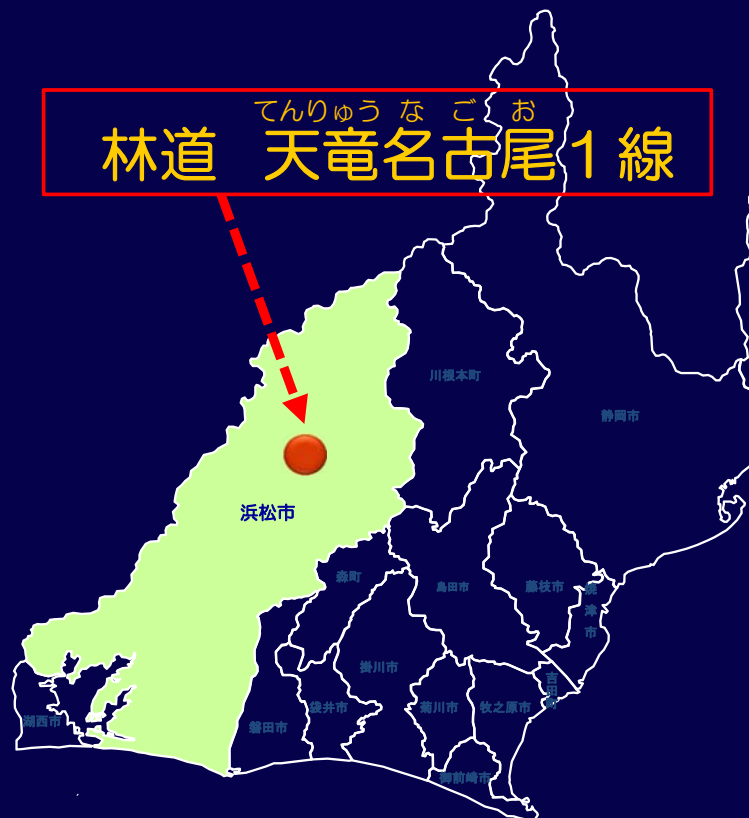 てんりゅう な ご お
林道　天竜名古尾１線
川根本町
静岡市
浜松市
森町
島田市
藤枝市
焼津市
掛川市
吉田町
湖西市
磐田市
袋井市
菊川市
牧之原市
御前崎市